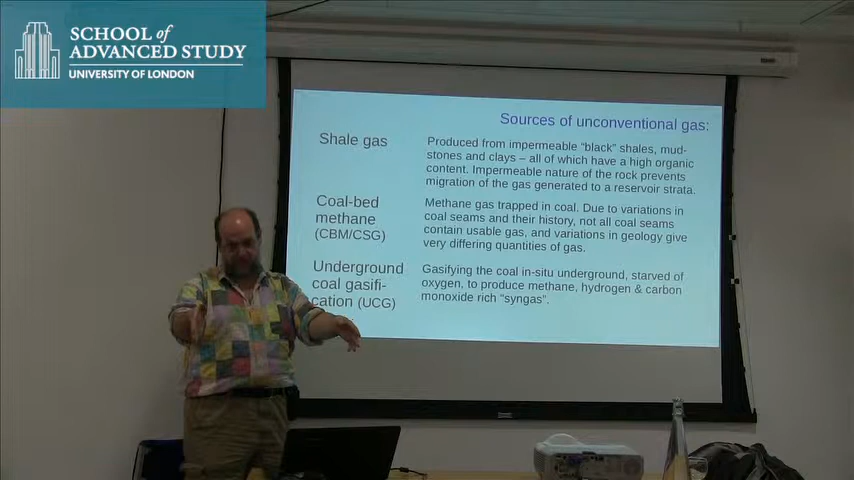 SCHOOL of
ADVANCED STUDY
UNIVERSITY OF LONDON
Sources of unconventional gas:
Shale gas
Produced from impermeable “black” shales, mud-
stones and clays – all of which have a high organic
content. Impermeable nature of the rock prevents
migration of the gas generated to a reservoir strata.
Coal-bed
methane
(CBM/CSG)
Methane gas trapped in coal. Due to variations in
coal seams and their history, not all coal seams
contain usable gas, and variations in geology give
very differing quantities of gas.
Underground
coal gasifi-
cation (UCG)
Gasifying the coal in-situ underground, starved of
oxygen, to produce methane, hydrogen & carbon
monoxide rich “syngas”.